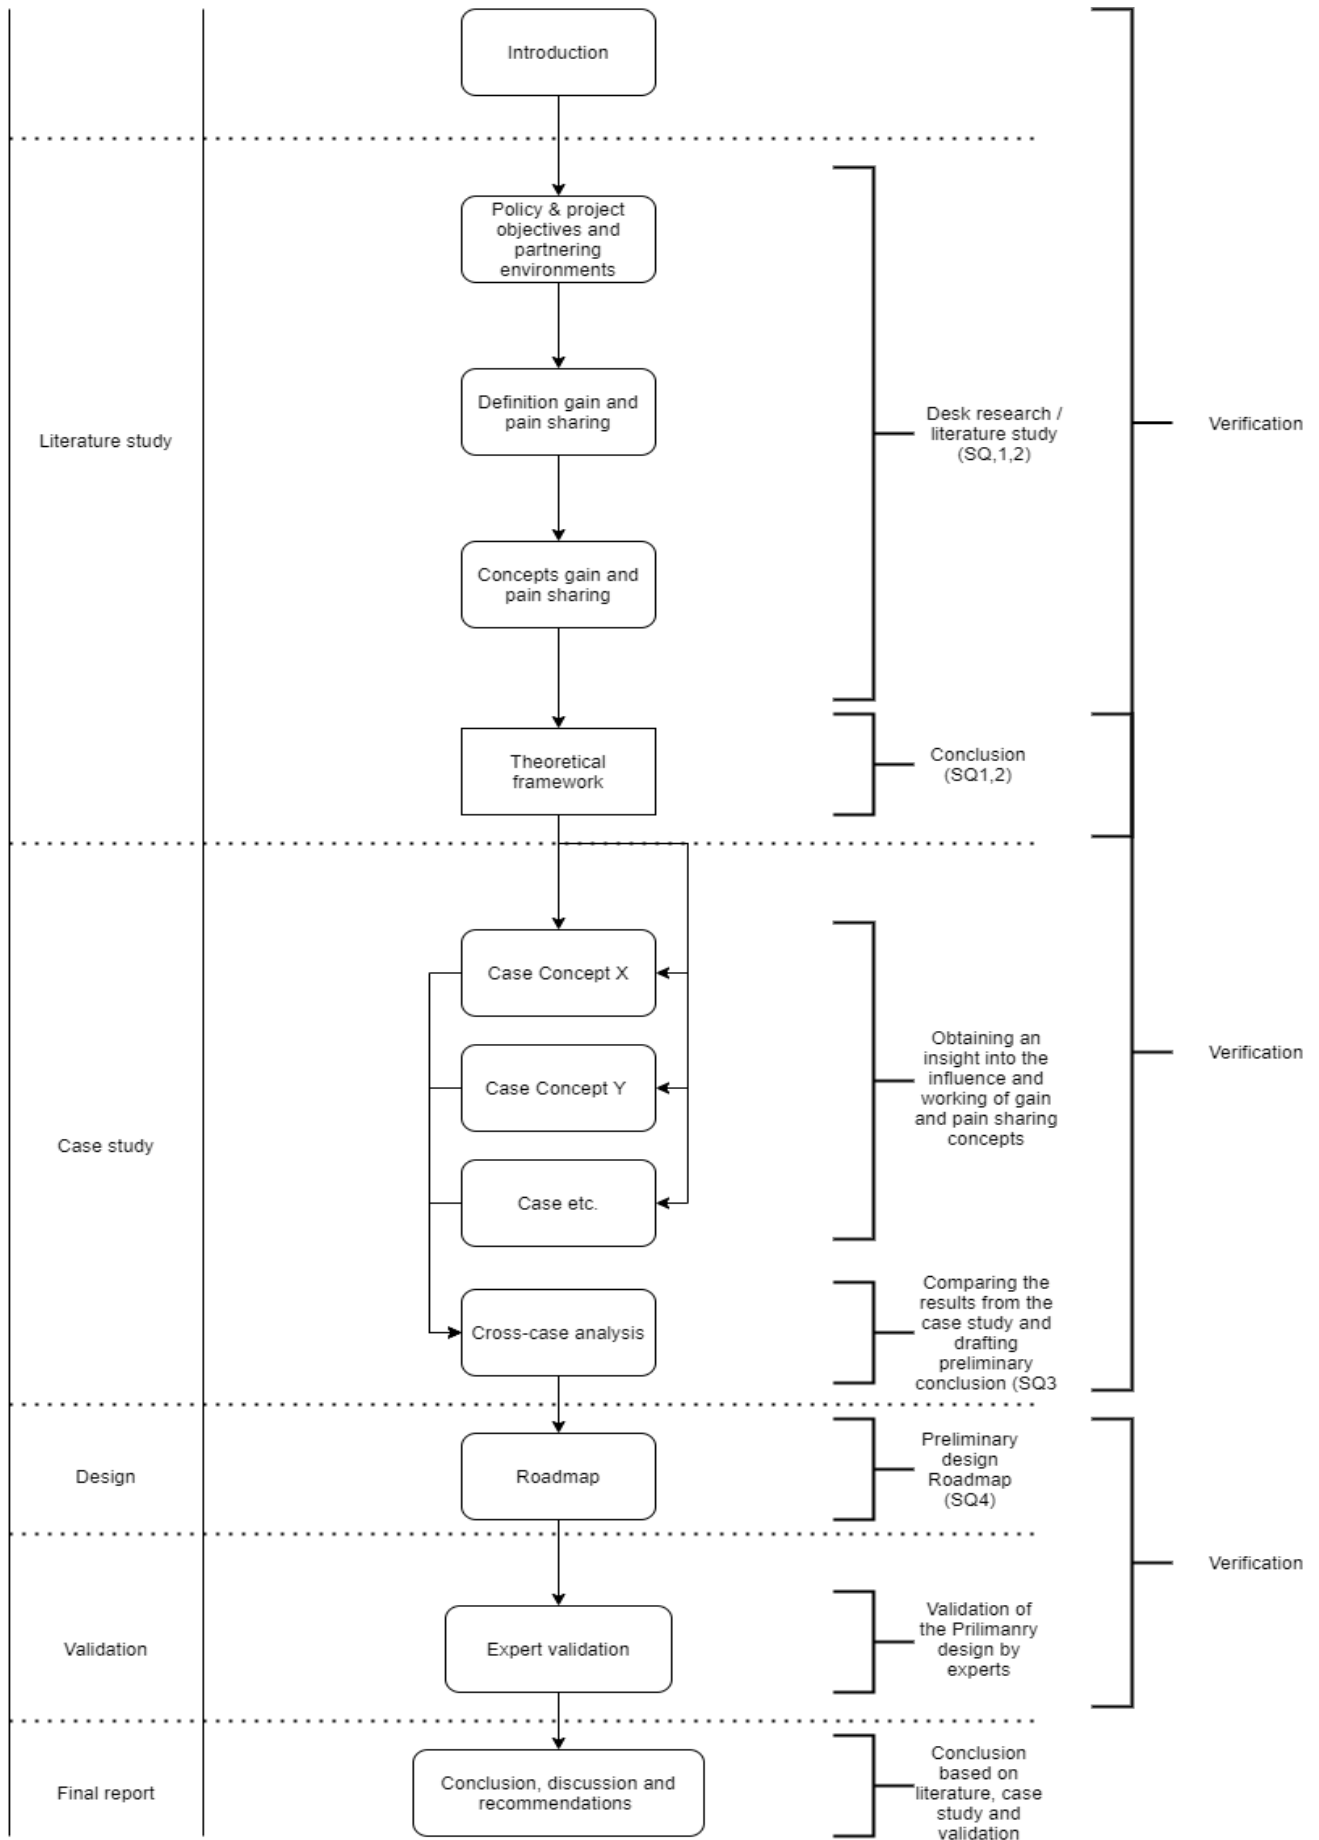 Introduction
Policy & project
objectives and
partnering
environments
Definition gain and
pain sharing
Literature study
Desk research /
literature study
(SQ,1,2)
Verification
Concepts gain and
pain sharing
Theoretical
framework
Conclusion
(SQ1,2)
Case Concept X
Case Concept Y
Case etc.
Case study
Obtaining an
insight into the
influence and
working of gain
and pain sharing
concepts
Verification
Cross-case analysis
Comparing the
results from the
case study and
drafting
preliminary
conclusion (SQ3
Design
Roadmap
Preliminary
design
Roadmap
(SQ4)
Verification
Validation
Expert validation
Validation of
the Prilimanry
design by
experts
Final report
Conclusion, discussion and
recommendations
Conclusion
based on
literature, case
study and
validation